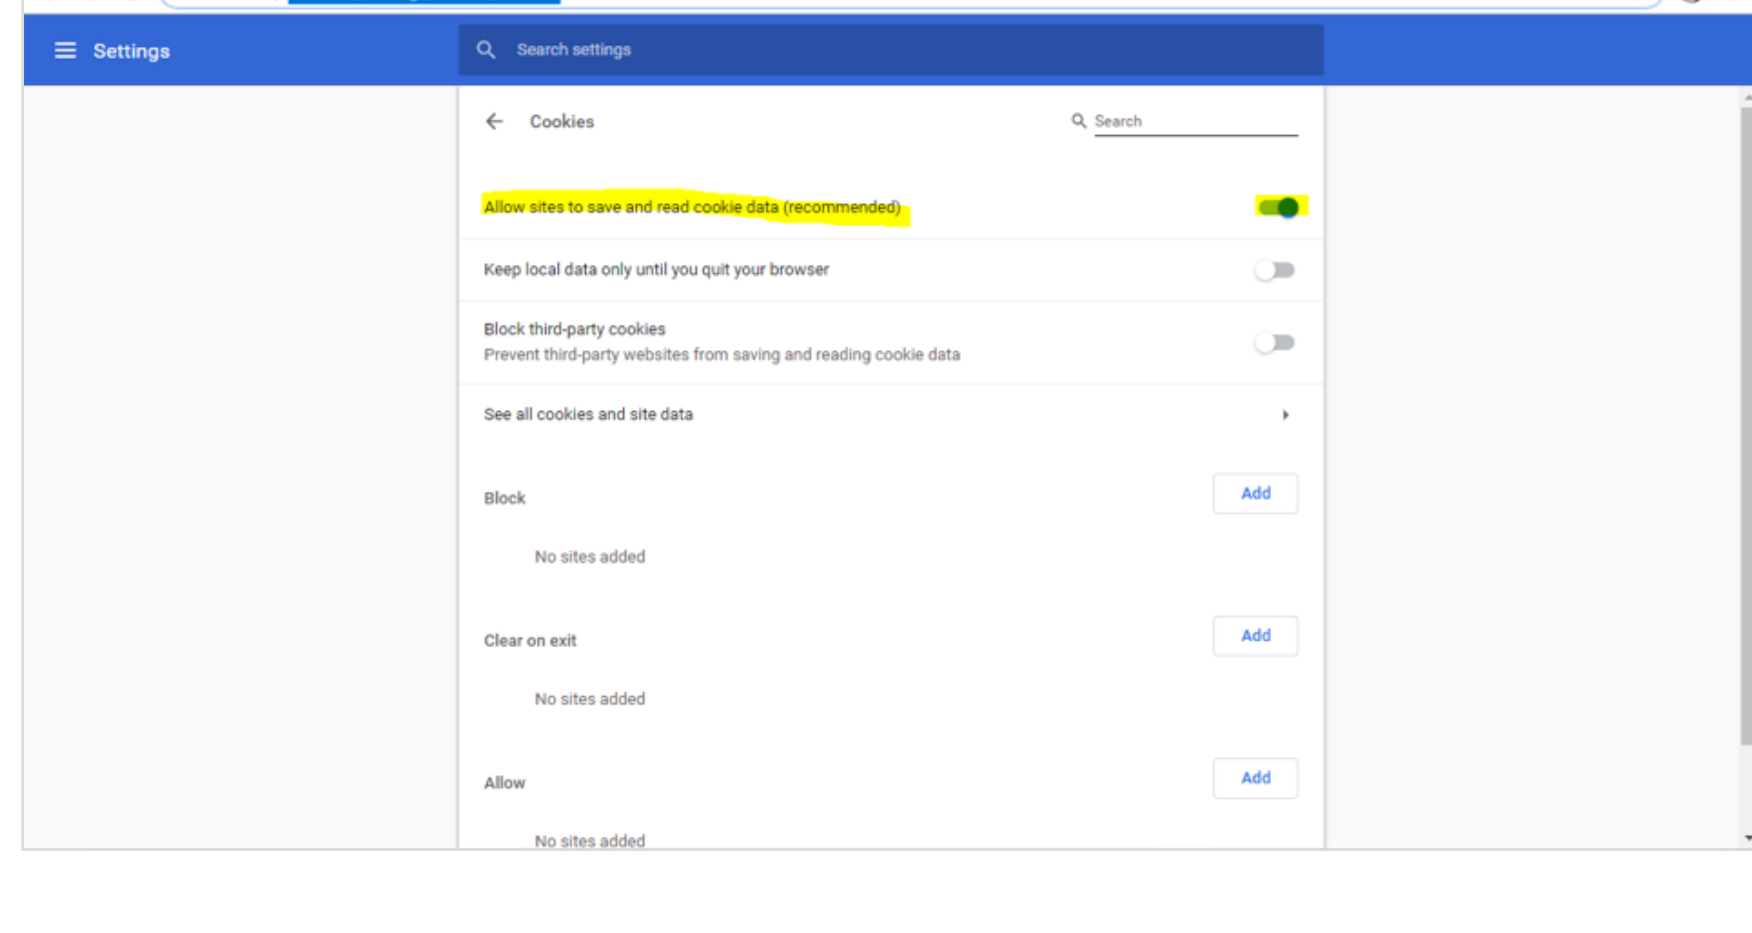 Settings
Search settings
Cookies
Search
Allow sites to save and read cookie data (recommended)
Keep local data only until you quit your browser
Block third-party cookies
Prevent third-party websites from saving and reading cookie data
See all cookies and site data
Block
Add
No sites added
Clear on exit
Add
No sites added
Allow
Add
No sites added